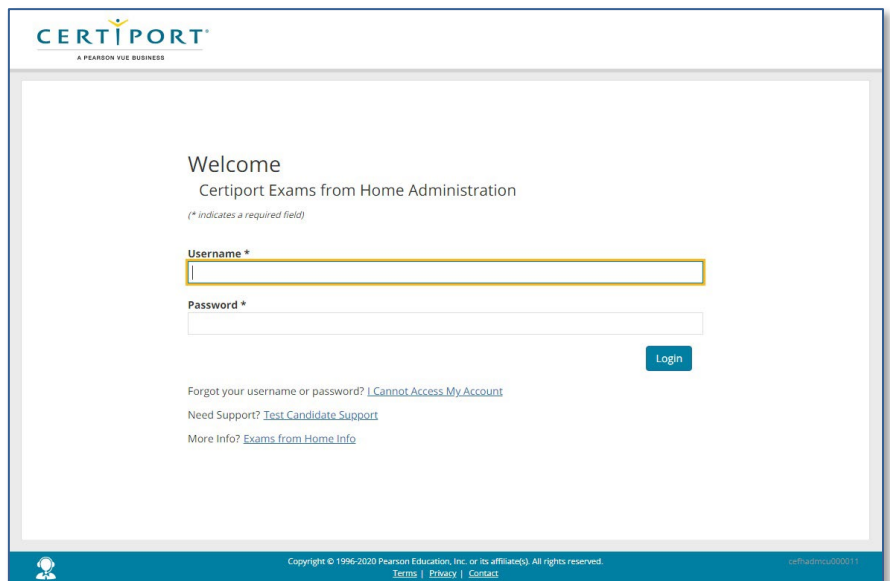 CERTIPORT
A PEARSON VUE BUSINESS
Welcome
Certiport Exams from Home Administration
(* indicates a required field)
Username *
Password *
Login
Forgot your username or password? I Cannot Access My Account
Need Support? Test Candidate Support
More Info? Exams from Home Info
Copyright © 1996-2020 Pearson Education, Inc. or its affiliate(s). All rights reserved.
Terms | Privacy | Contact
cefhadmcu000011